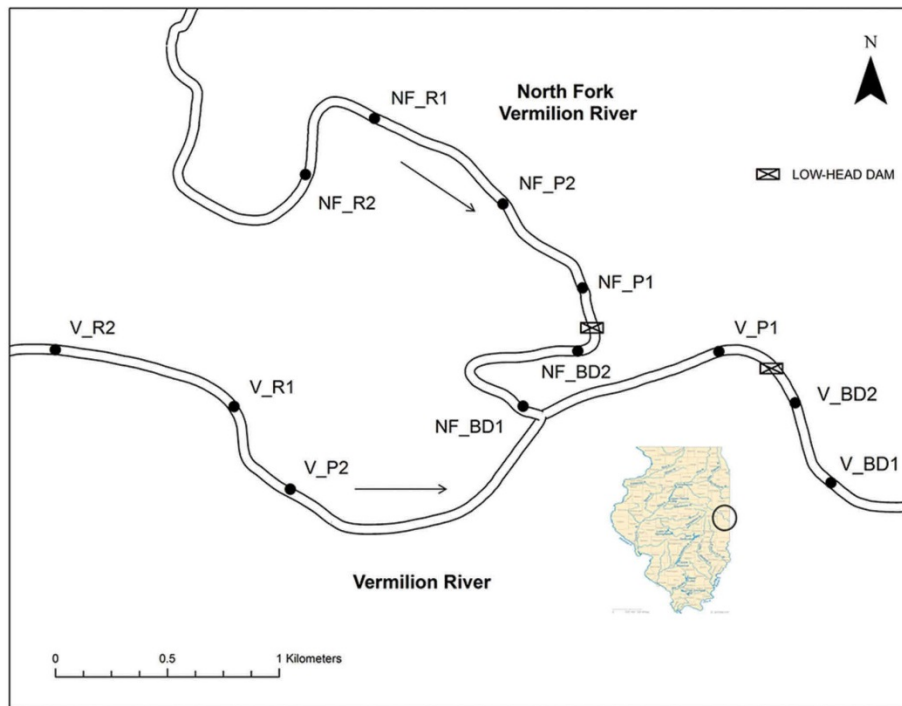 N
North Fork
Vermilion River
NF_R1
LOW-HEAD DAM
NF_P2
NF_R2
NF_P1
V_R2
V_P1
NF_BD2
V_R1
V_BD2
NF_BD1
V_P2
V_BD1
Vermilion River
0 0.5 1 Kilometers